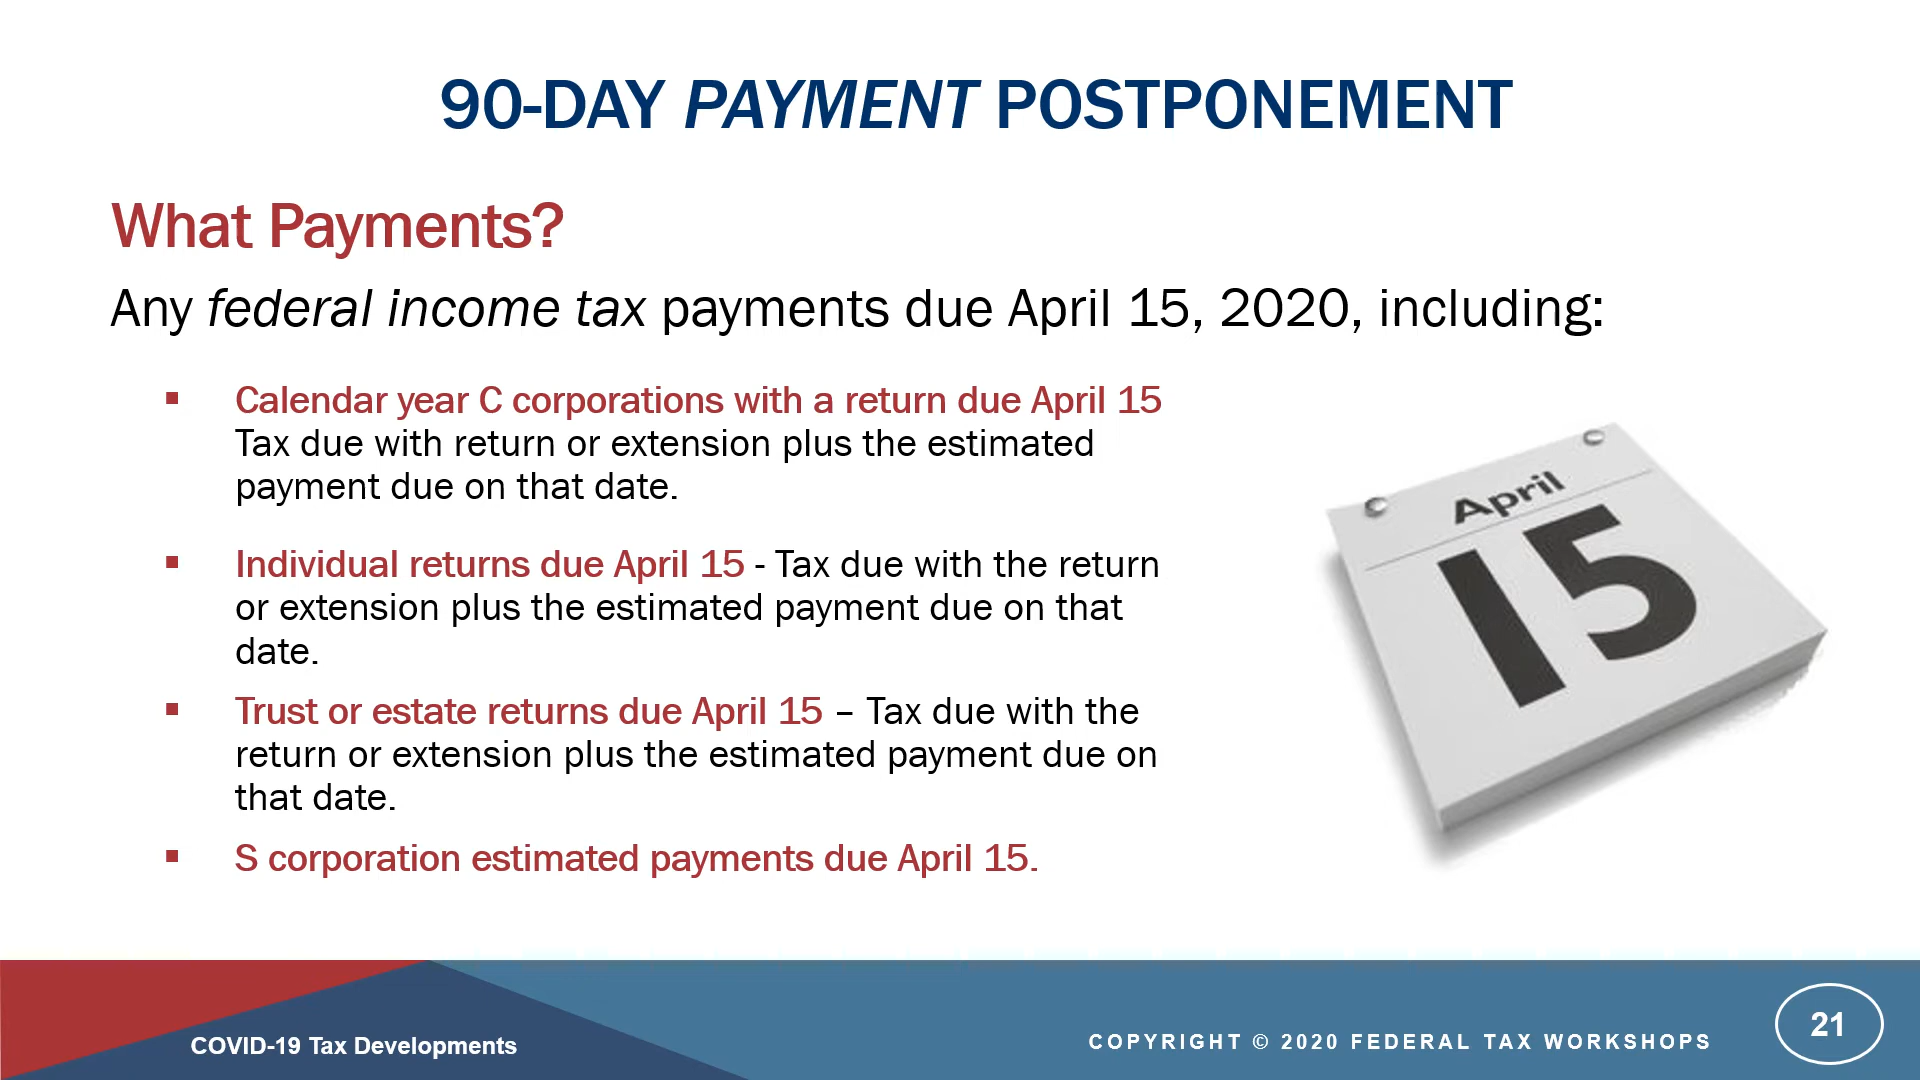 90-DAY PAYMENT POSTPONEMENT
What Payments?
Any federal income tax payments due April 15, 2020, including:
▪ Calendar year C corporations with a return due April 15
Tax due with return or extension plus the estimated
payment due on that date.
▪ Individual returns due April 15 - Tax due with the return
or extension plus the estimated payment due on that
date.
▪ Trust or estate returns due April 15 – Tax due with the
return or extension plus the estimated payment due on
that date.
▪ S corporation estimated payments due April 15.
April
15
COVID-19 Tax Developments
COPYRIGHT © 2020 FEDERAL TAX WORKSHOPS
21